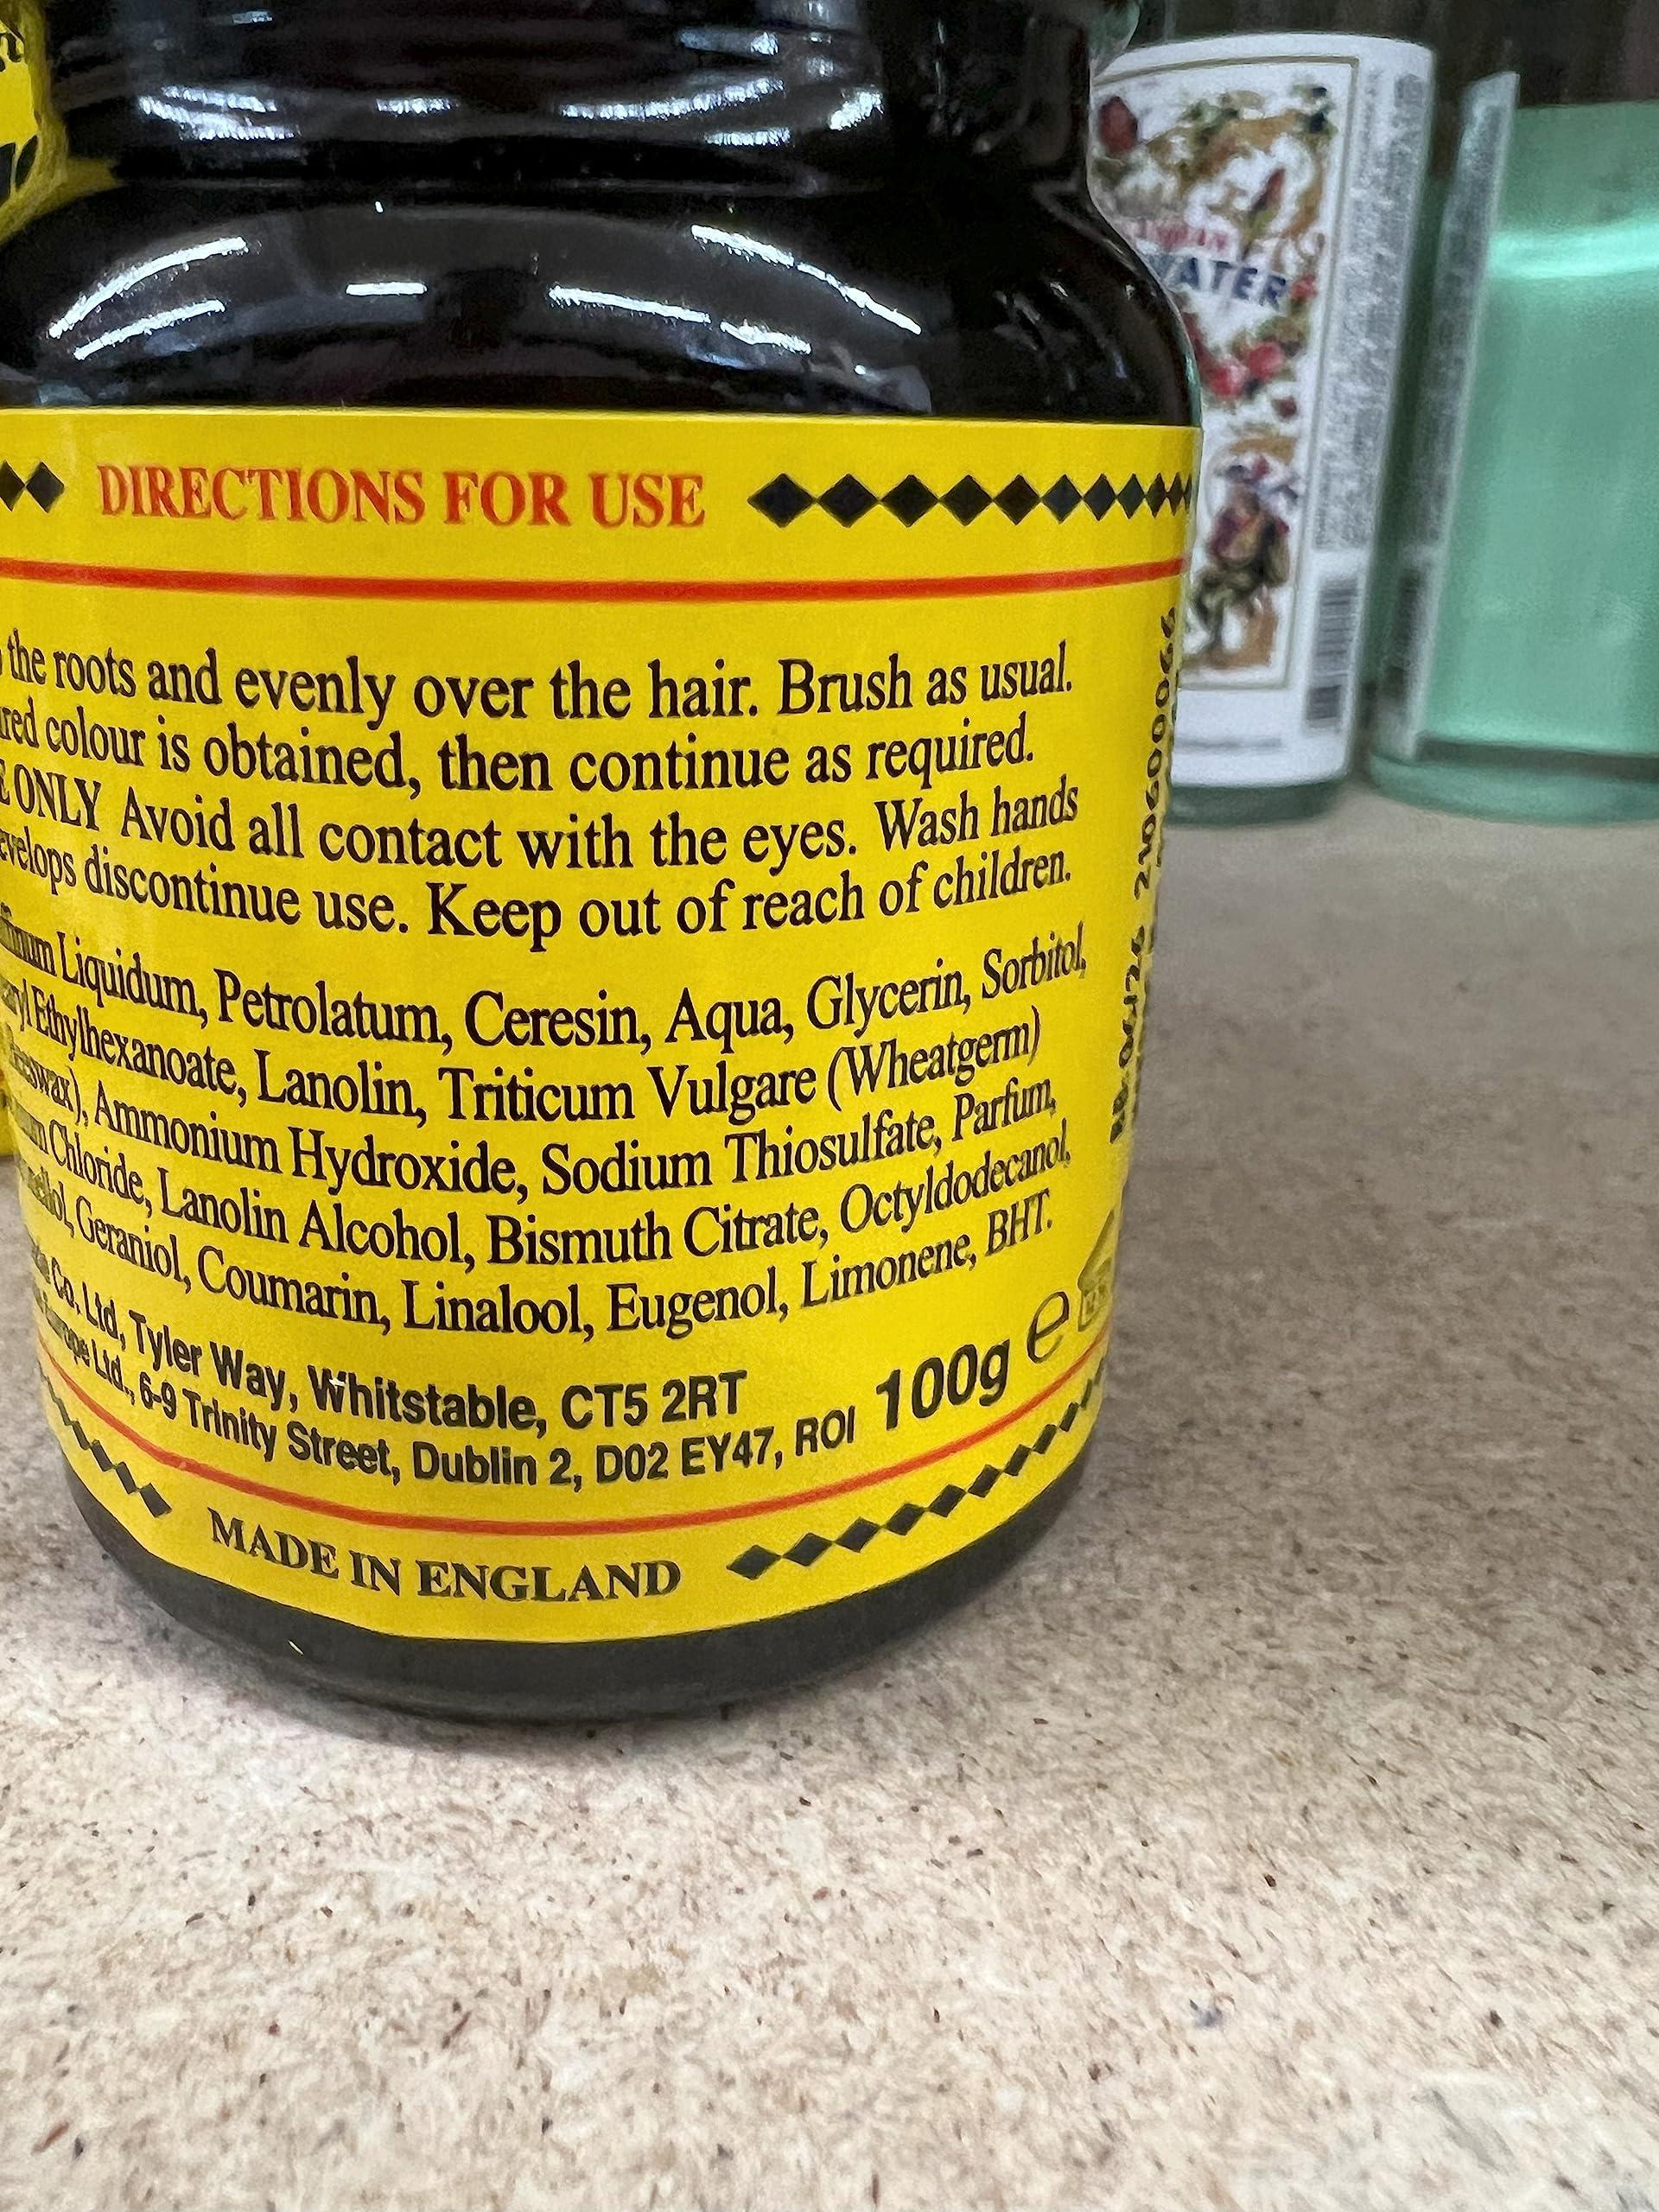 DIRECTIONS FOR USE
the roots and evenly over the hair. Brush as usual.
colour is obtained, then continue as required.
ONLY Avoid all contact with the eyes. Wash hands
discontinue use. Keep out of reach of children.
Liquidum, Petrolatum, Ceresin, Aqua, Glycerin, Sorbitol,
Ethylhexanoate, Lanolin, Triticum Vulgare (Wheatgerm)
Ammonium Hydroxide, Sodium Thiosulfate, Parfum,
Chloride, Lanolin Alcohol, Bismuth Citrate, Octyldodecanol,
Geraniol, Coumarin, Linalool, Eugenol, Limonene, BHT.
Co. Ltd, Tyler Way, Whitstable, CT5 2RT
Europe Ltd., 6-9 Trinity Street, Dublin 2, D02 EY47, ROI
100g e
MADE IN ENGLAND
WATER